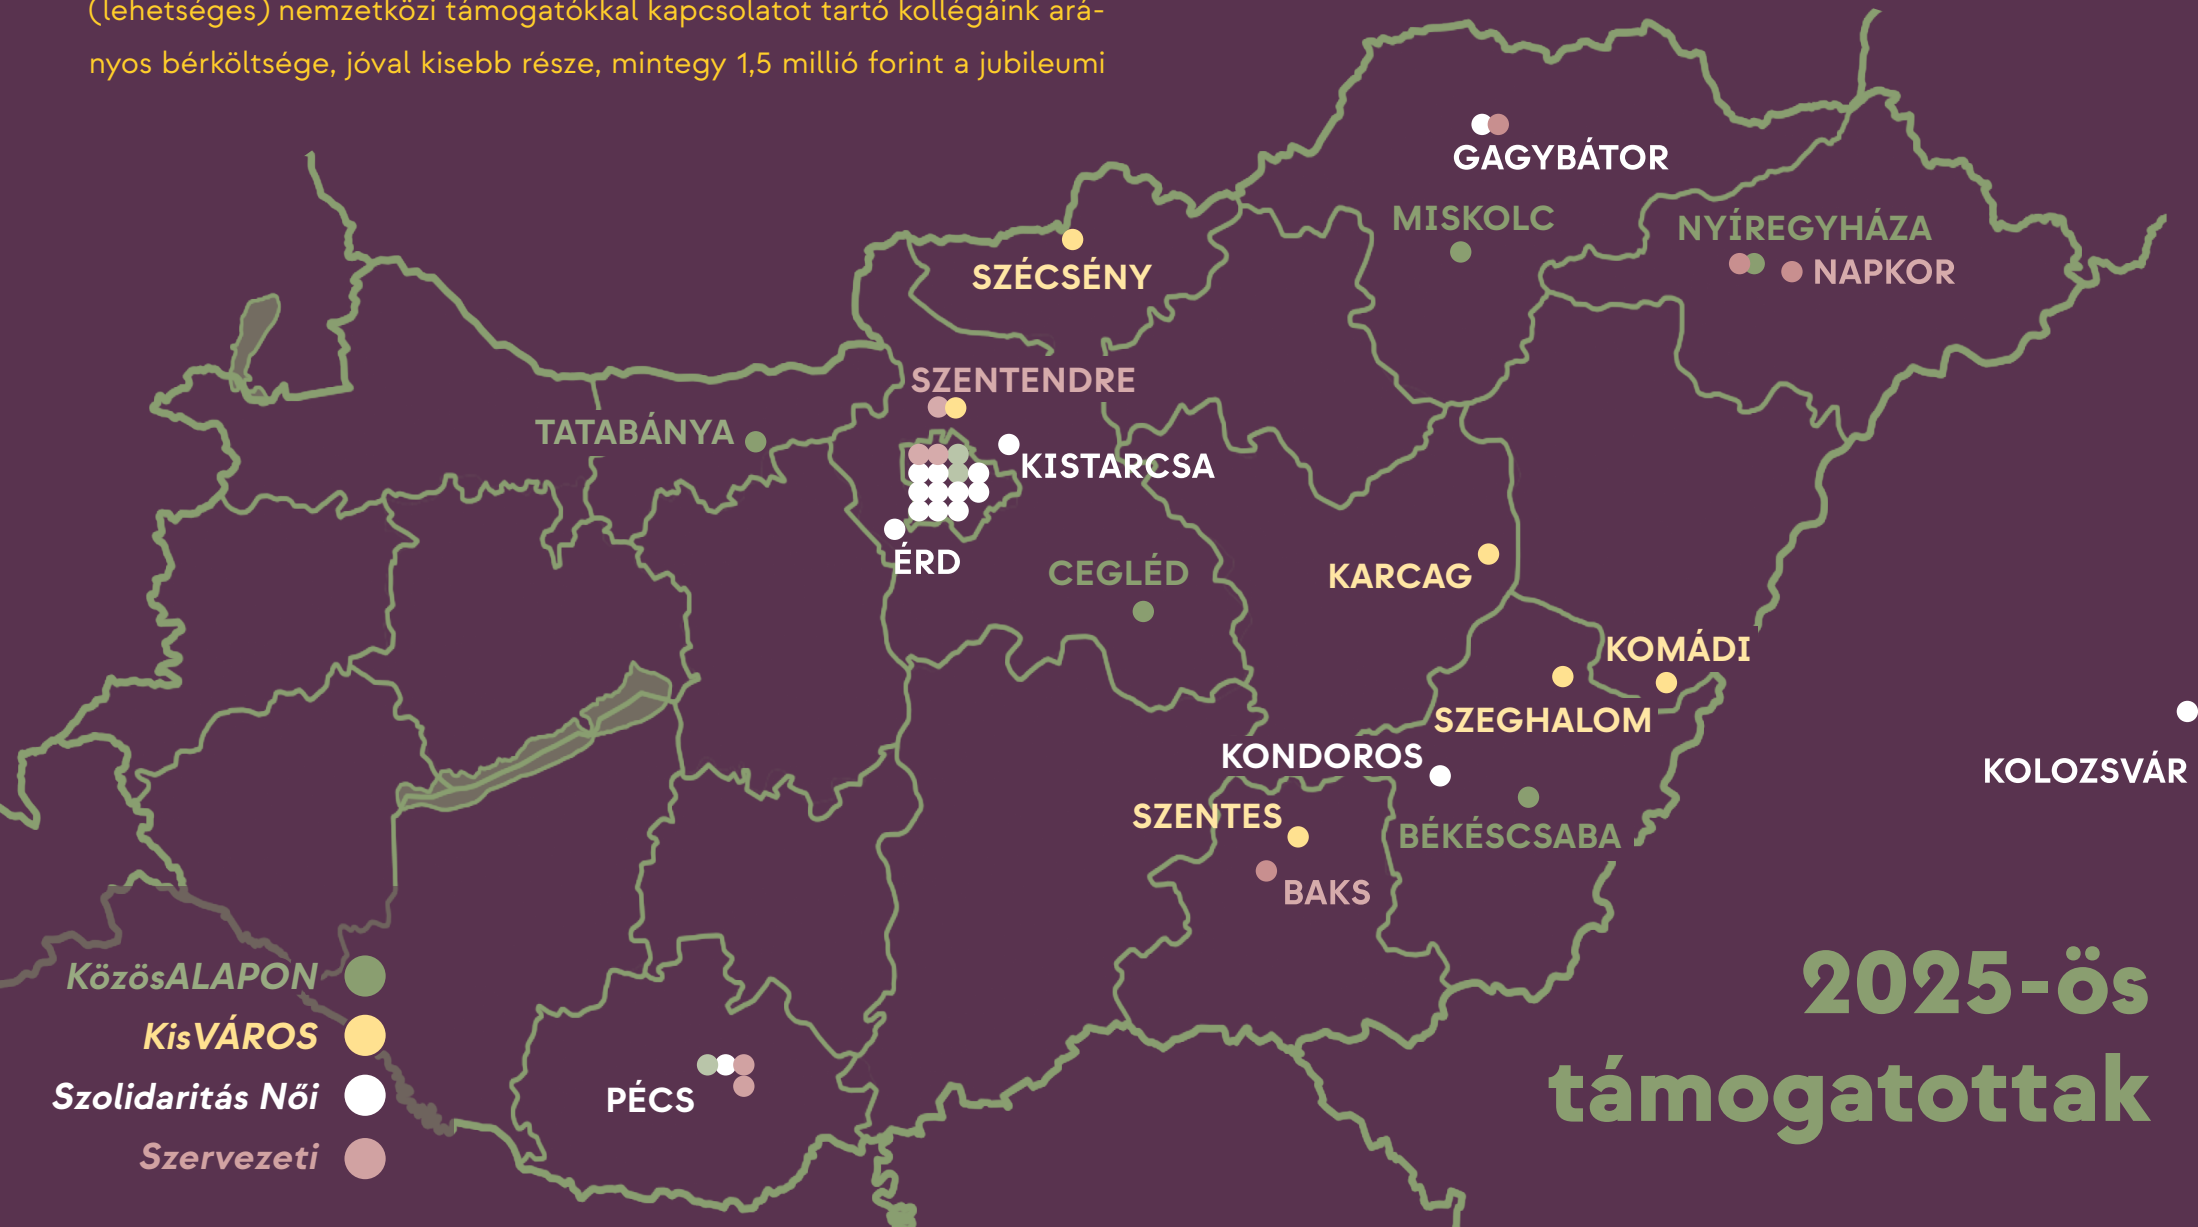 (lehetséges) nemzetközi támogatókkal kapcsolatot tartó kollégáink ará-
nyos bérköltsége, jóval kisebb része, mintegy 1,5 millió forint a jubileumi
GAGYBÁTOR
MISKOLC
NYÍREGYHÁZA
NAPKOR
SZÉCSÉNY
SZENTENDRE
TATABÁNYA
KISTARCSA
ÉRD
CEGLÉD
KARCAG
KOMÁDI
SZEGHALOM
KONDOROS
KOLOZSVÁR
SZENTES
BÉKÉSCSABA
BAKS
PÉCS
KözösALAPON
KisVÁROS
Szolidaritás Női
Szervezeti
2025-ös
támogatottak